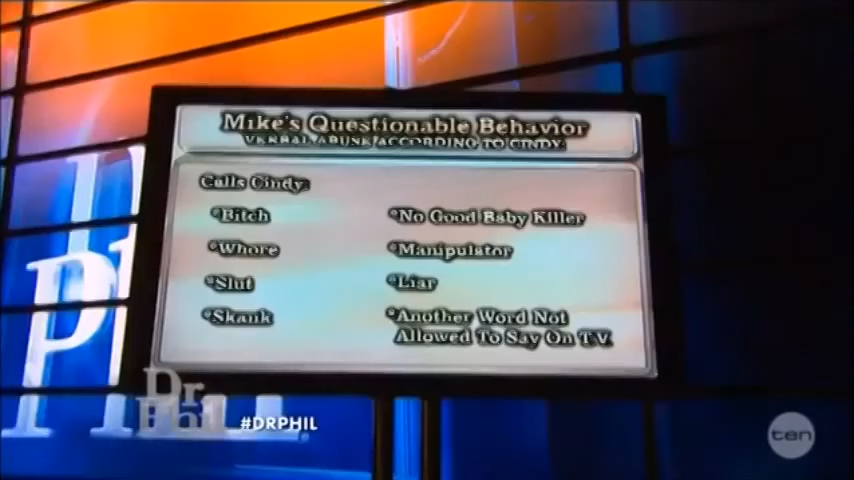 Mike's Questionable Behavior
VERBAL ABUSE ACCORDING TO CINDY:
Calls Cindy:
*Bitch
*Whore
*Slut
*Skank
*No Good Baby Killer
*Manipulator
*Liar
*Another Word Not
Allowed To Say On T.V.
Dr.
Phil
#DRPHIL
ten